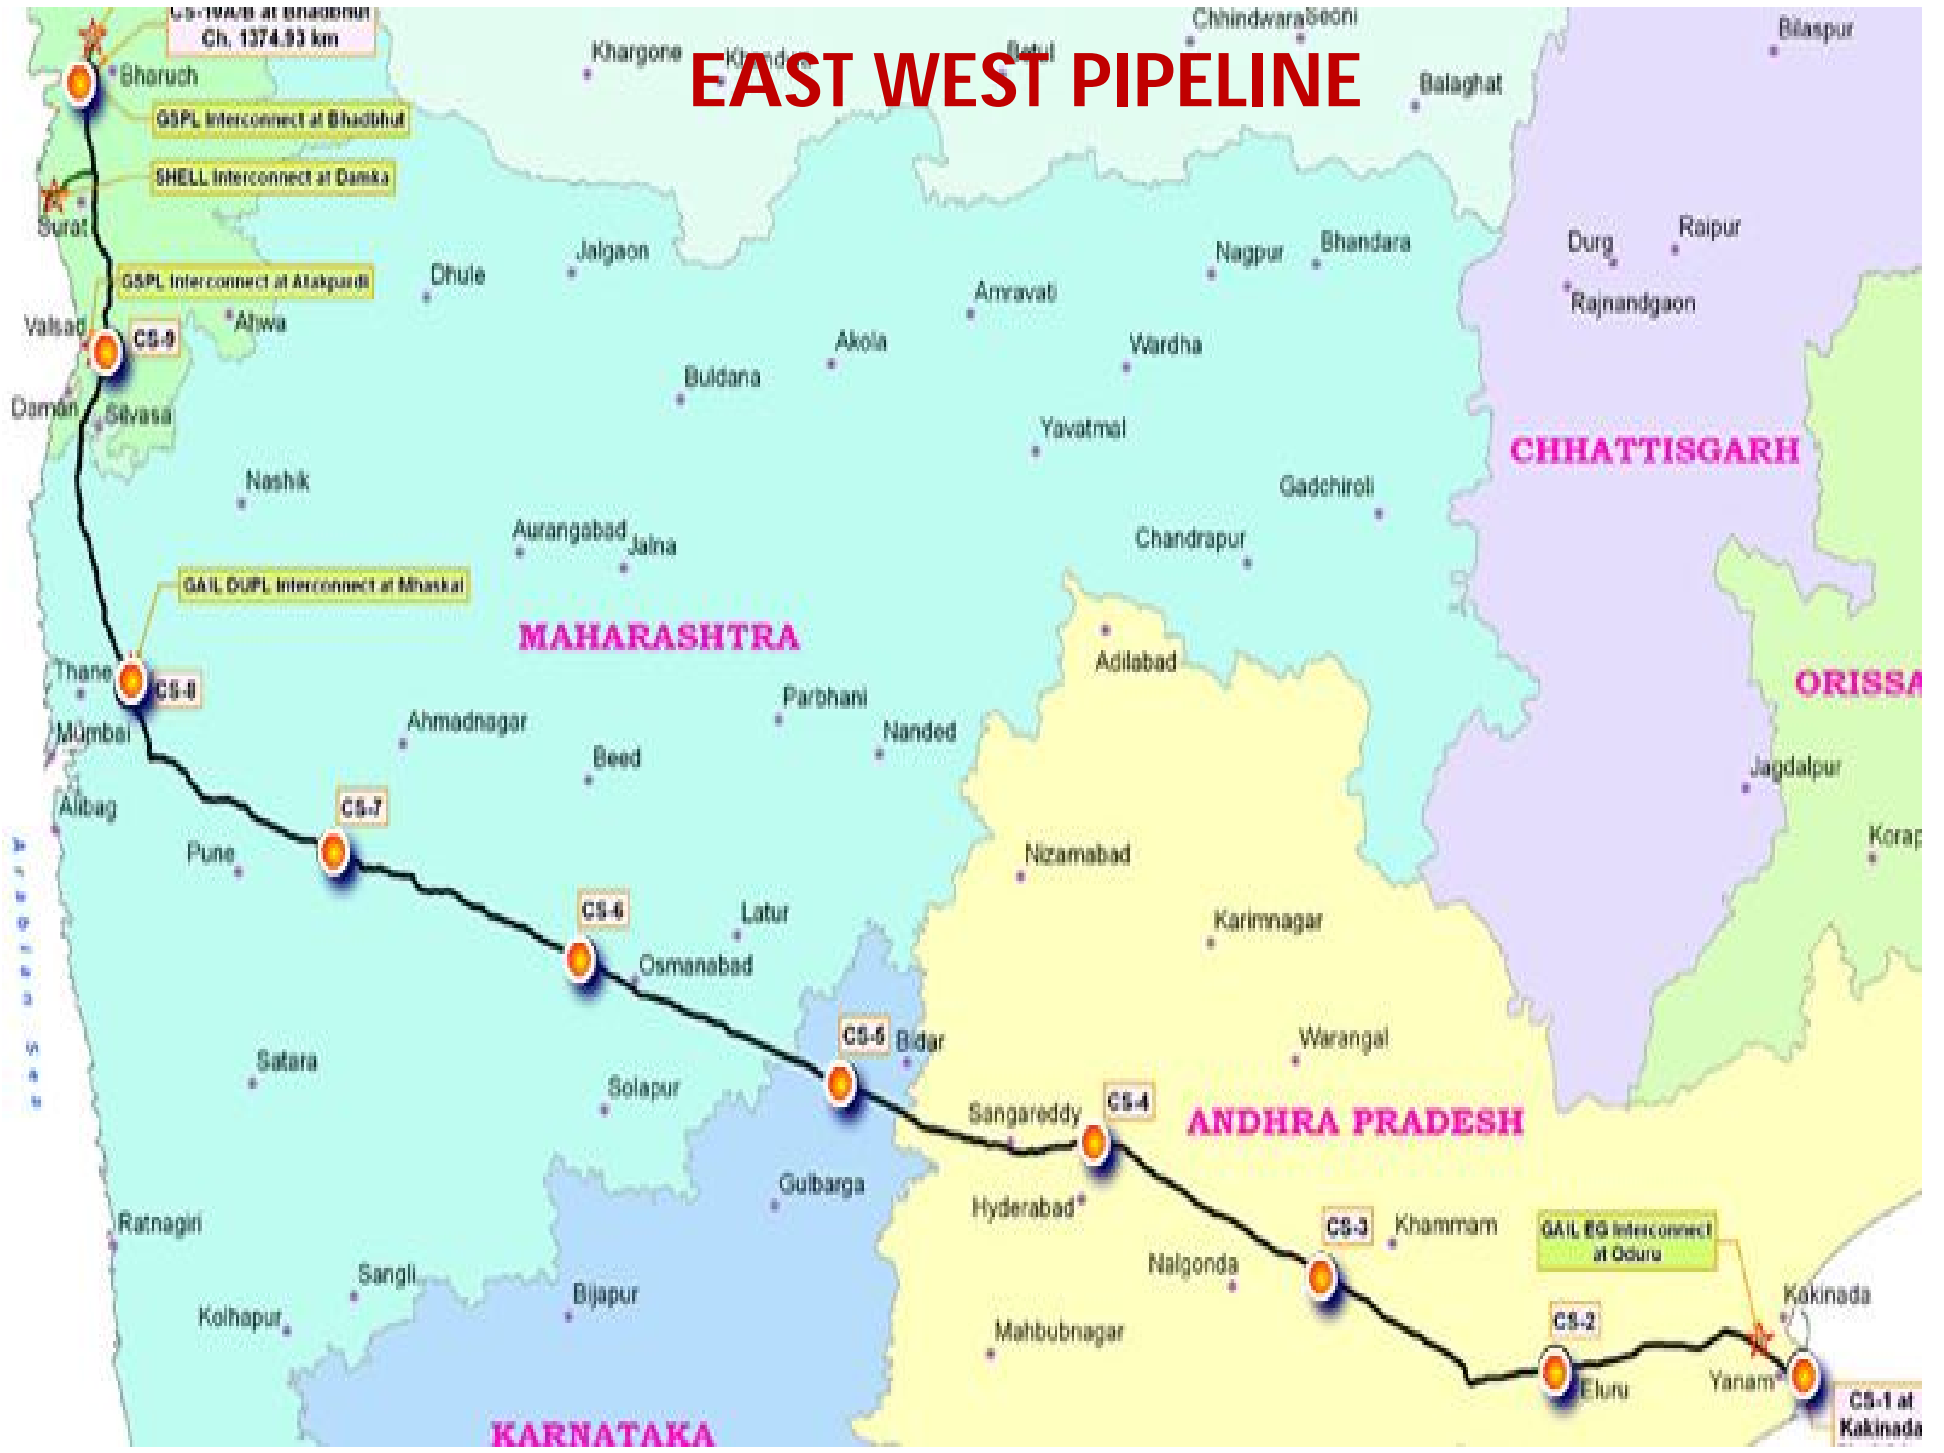 EAST WEST PIPELINE
CS-10A/B at Bhadbhut
Ch. 1374.93 km
Bharuch
GSPL Interconnect at Bhadbhut
SHELL Interconnect at Damka
Surat
GSPL Interconnect at Atakpardi
Valsad
CS-9
Ahwa
Daman
Silvasa
Khargone
Khandwa
Betul
Chhindwara
Seoni
Balaghat
Bilaspur
Jalgaon
Dhule
Nagpur
Bhandara
Durg
Raipur
Rajnandgaon
Amravati
Akola
Wardha
Buldana
Yavatmal
CHHATTISGARH
Nashik
Gadchiroli
Aurangabad
Jalna
Chandrapur
GAIL DUPL Interconnect at Mhaskal
MAHARASHTRA
Adilabad
ORISSA
Thane
CS-8
Parbhani
Ahmadnagar
Nanded
Mumbai
Beed
Jagdalpur
Alibag
CS-7
Korap
Pune
Nizamabad
Arabian Sea
CS-6
Latur
Karimnagar
Osmanabad
CS-5
Bidar
Warangal
Satara
Solapur
Sangareddy
CS-4
ANDHRA PRADESH
Gulbarga
Hyderabad
Ratnagiri
CS-3
Khammam
GAIL EG Interconnect
at Oduru
Nalgonda
Sangli
Bijapur
Kakinada
Kolhapur
Mahbubnagar
CS-2
Eluru
Yanam
CS-1 at
Kakinada
KARNATAKA